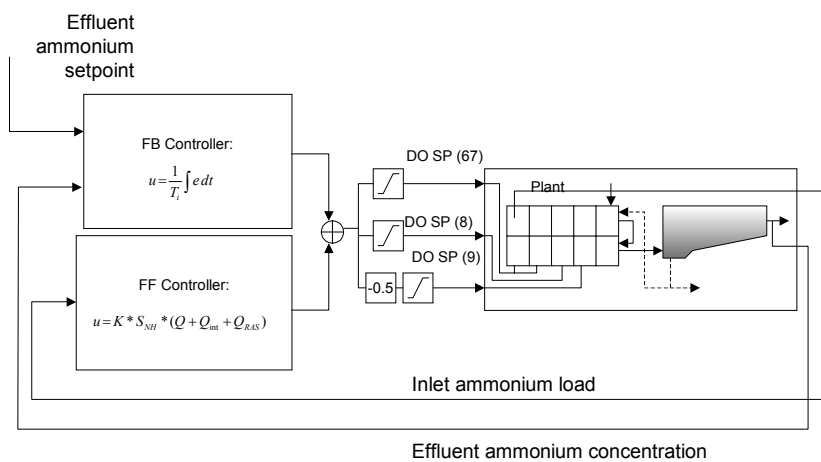 Effluent
ammonium
setpoint
FB Controller:
u = 1/T_i ∫ e dt
DO SP (67)
Plant
DO SP (8)
DO SP (9)
-0.5
FF Controller:
u = K * S_NH * (Q + Q_int + Q_RAS)
Inlet ammonium load
Effluent ammonium concentration